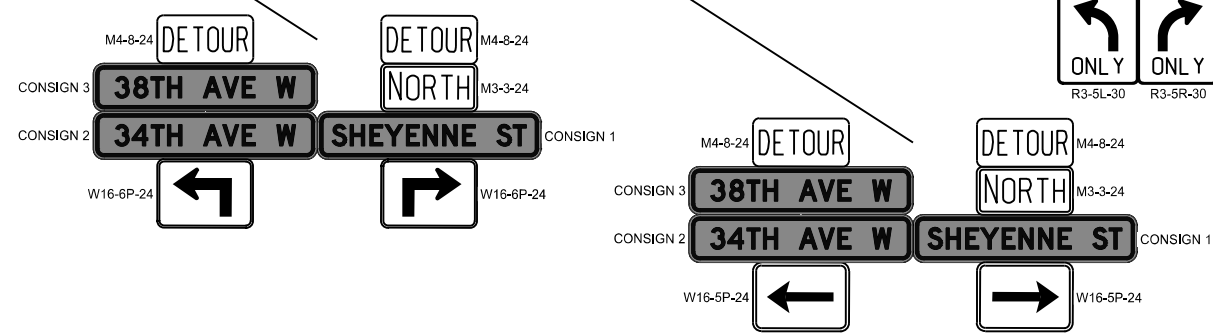 M4-8-24 DETOUR
DETOUR M4-8-24
CONSIGN 3 38TH AVE W
NORTH M3-3-24
CONSIGN 2 34TH AVE W
SHEYENNE ST CONSIGN 1
W16-6P-24
W16-6P-24
ONLY ONLY
R3-5L-30 R3-5R-30
M4-8-24 DETOUR
DETOUR M4-8-24
CONSIGN 3 38TH AVE W
NORTH M3-3-24
CONSIGN 2 34TH AVE W
SHEYENNE ST CONSIGN 1
W16-5P-24
W16-5P-24